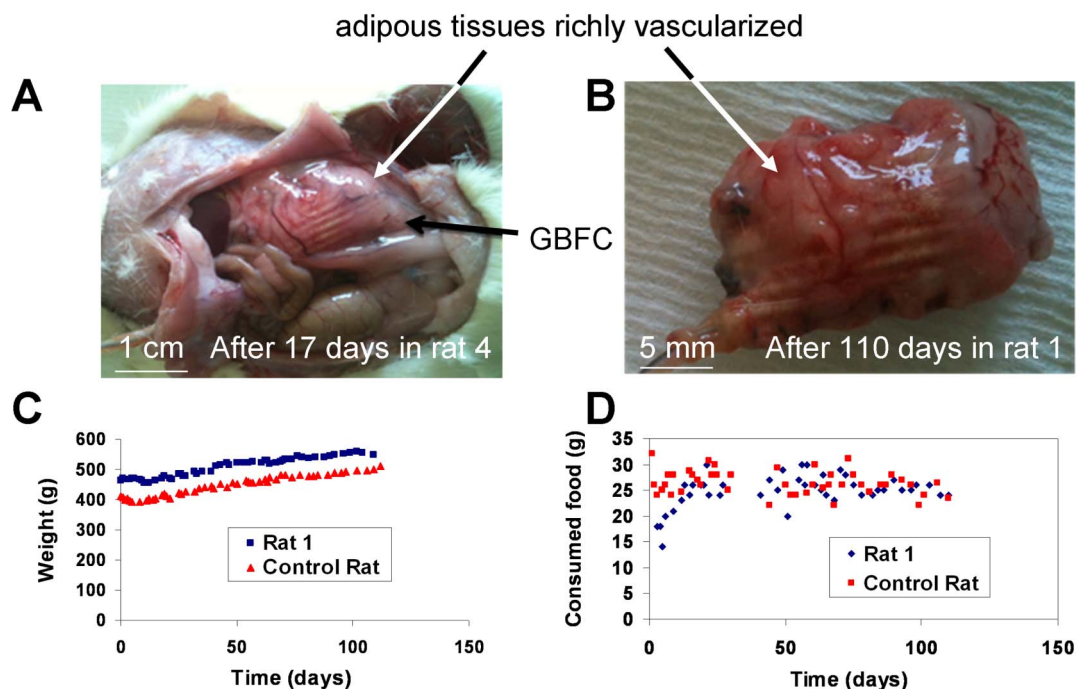 adipous tissues richly vascularized
A
B
GBFC
1 cm After 17 days in rat 4
5 mm After 110 days in rat 1
C
D
600
500
400
300
200
100
0
Weight (g)
Rat 1
Control Rat
0 50 100 150
Time (days)
35
30
25
20
15
10
5
0
Consumed food (g)
Rat 1
Control Rat
0 50 100 150
Time (days)